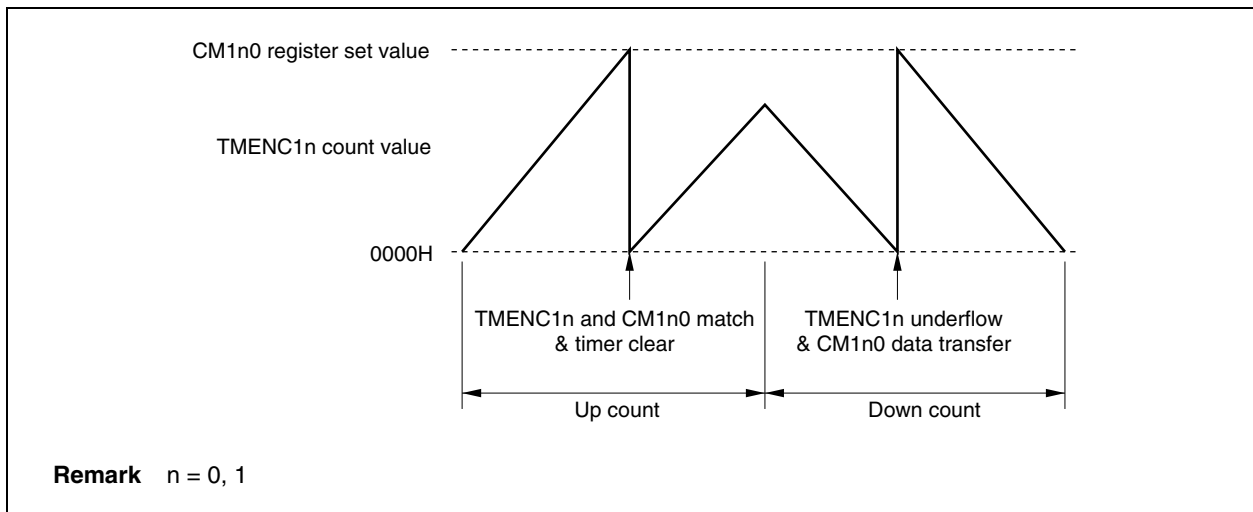 CM1n0 register set value
TMENC1n count value
0000H
TMENC1n and CM1n0 match
& timer clear
TMENC1n underflow
& CM1n0 data transfer
Up count
Down count
Remark n = 0, 1